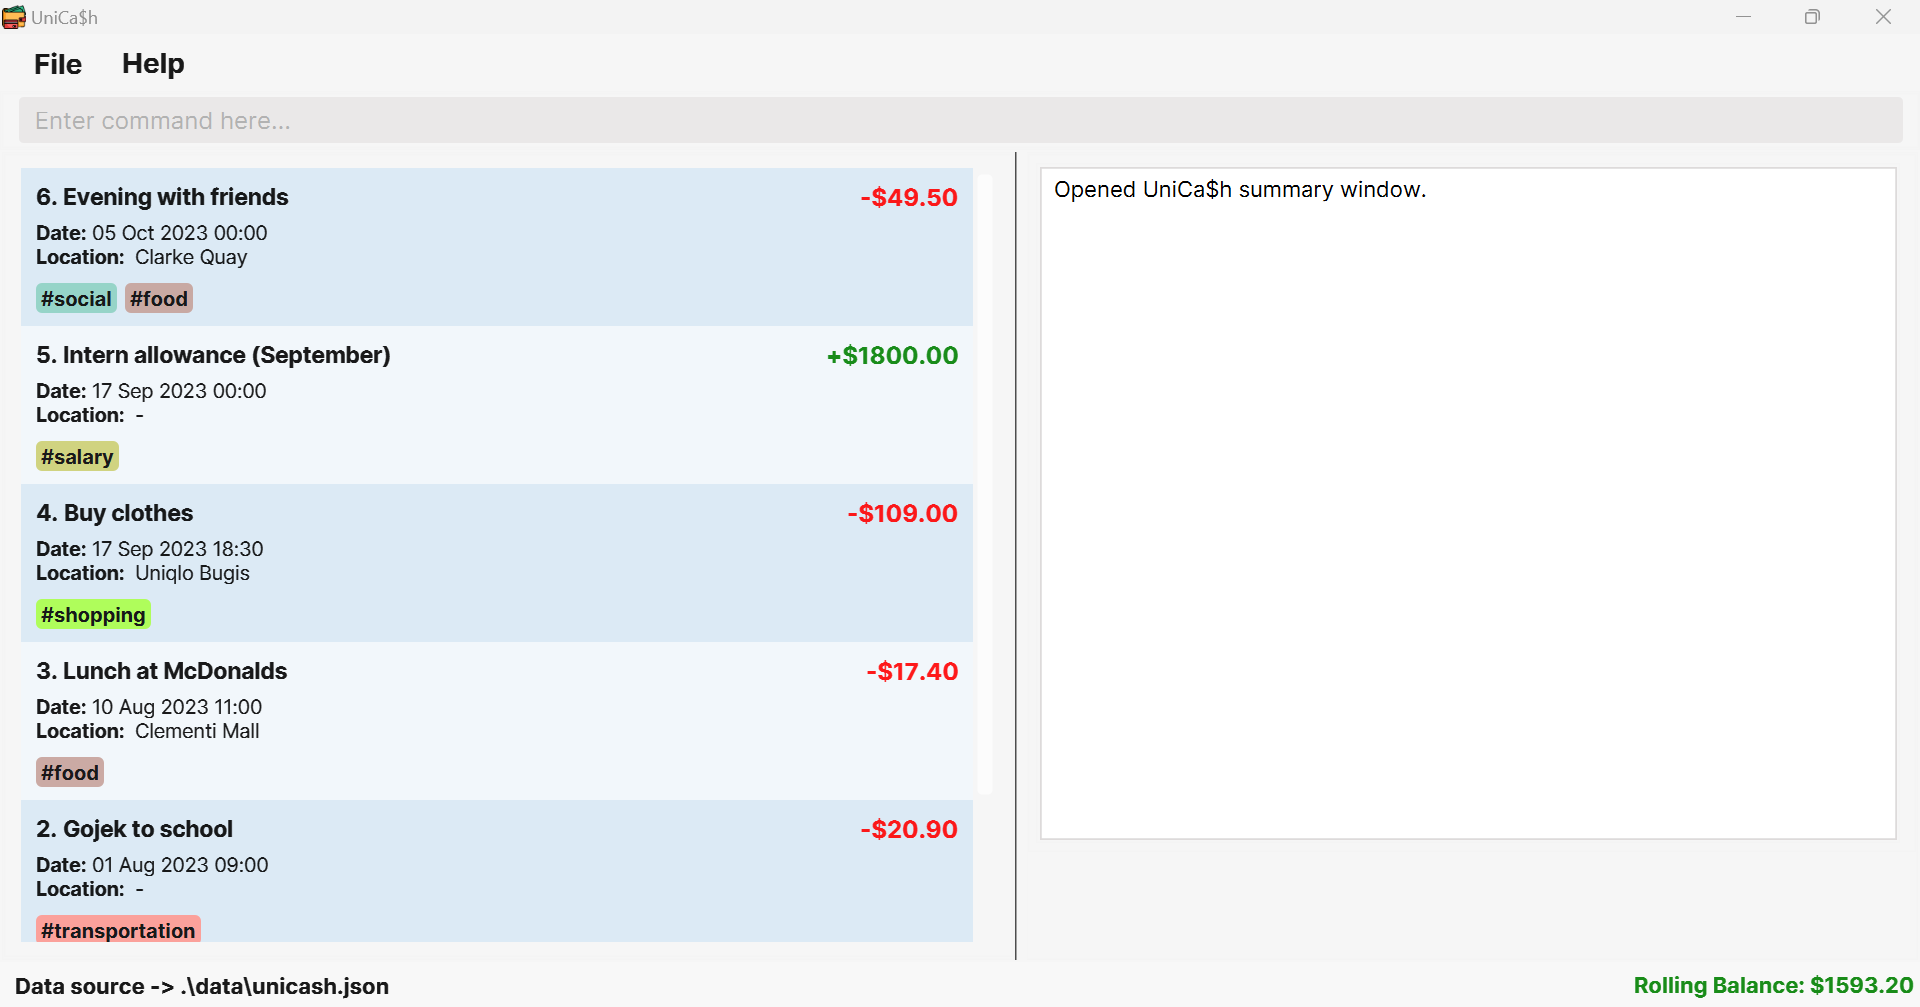 UniCa$h
File Help
Enter command here...
6. Evening with friends -$49.50
Date: 05 Oct 2023 00:00
Location: Clarke Quay
#social #food
5. Intern allowance (September) +$1800.00
Date: 17 Sep 2023 00:00
Location: -
#salary
4. Buy clothes -$109.00
Date: 17 Sep 2023 18:30
Location: Uniqlo Bugis
#shopping
3. Lunch at McDonalds -$17.40
Date: 10 Aug 2023 11:00
Location: Clementi Mall
#food
2. Gojek to school -$20.90
Date: 01 Aug 2023 09:00
Location: -
#transportation
Opened UniCa$h summary window.
Data source -> .\data\unicash.json
Rolling Balance: $1593.20